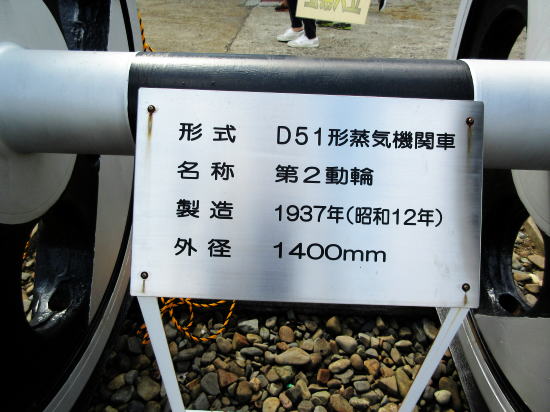 形式 D51形蒸気機関車
名称 第2動輪
製造 1937年(昭和12年)
外径 1400mm